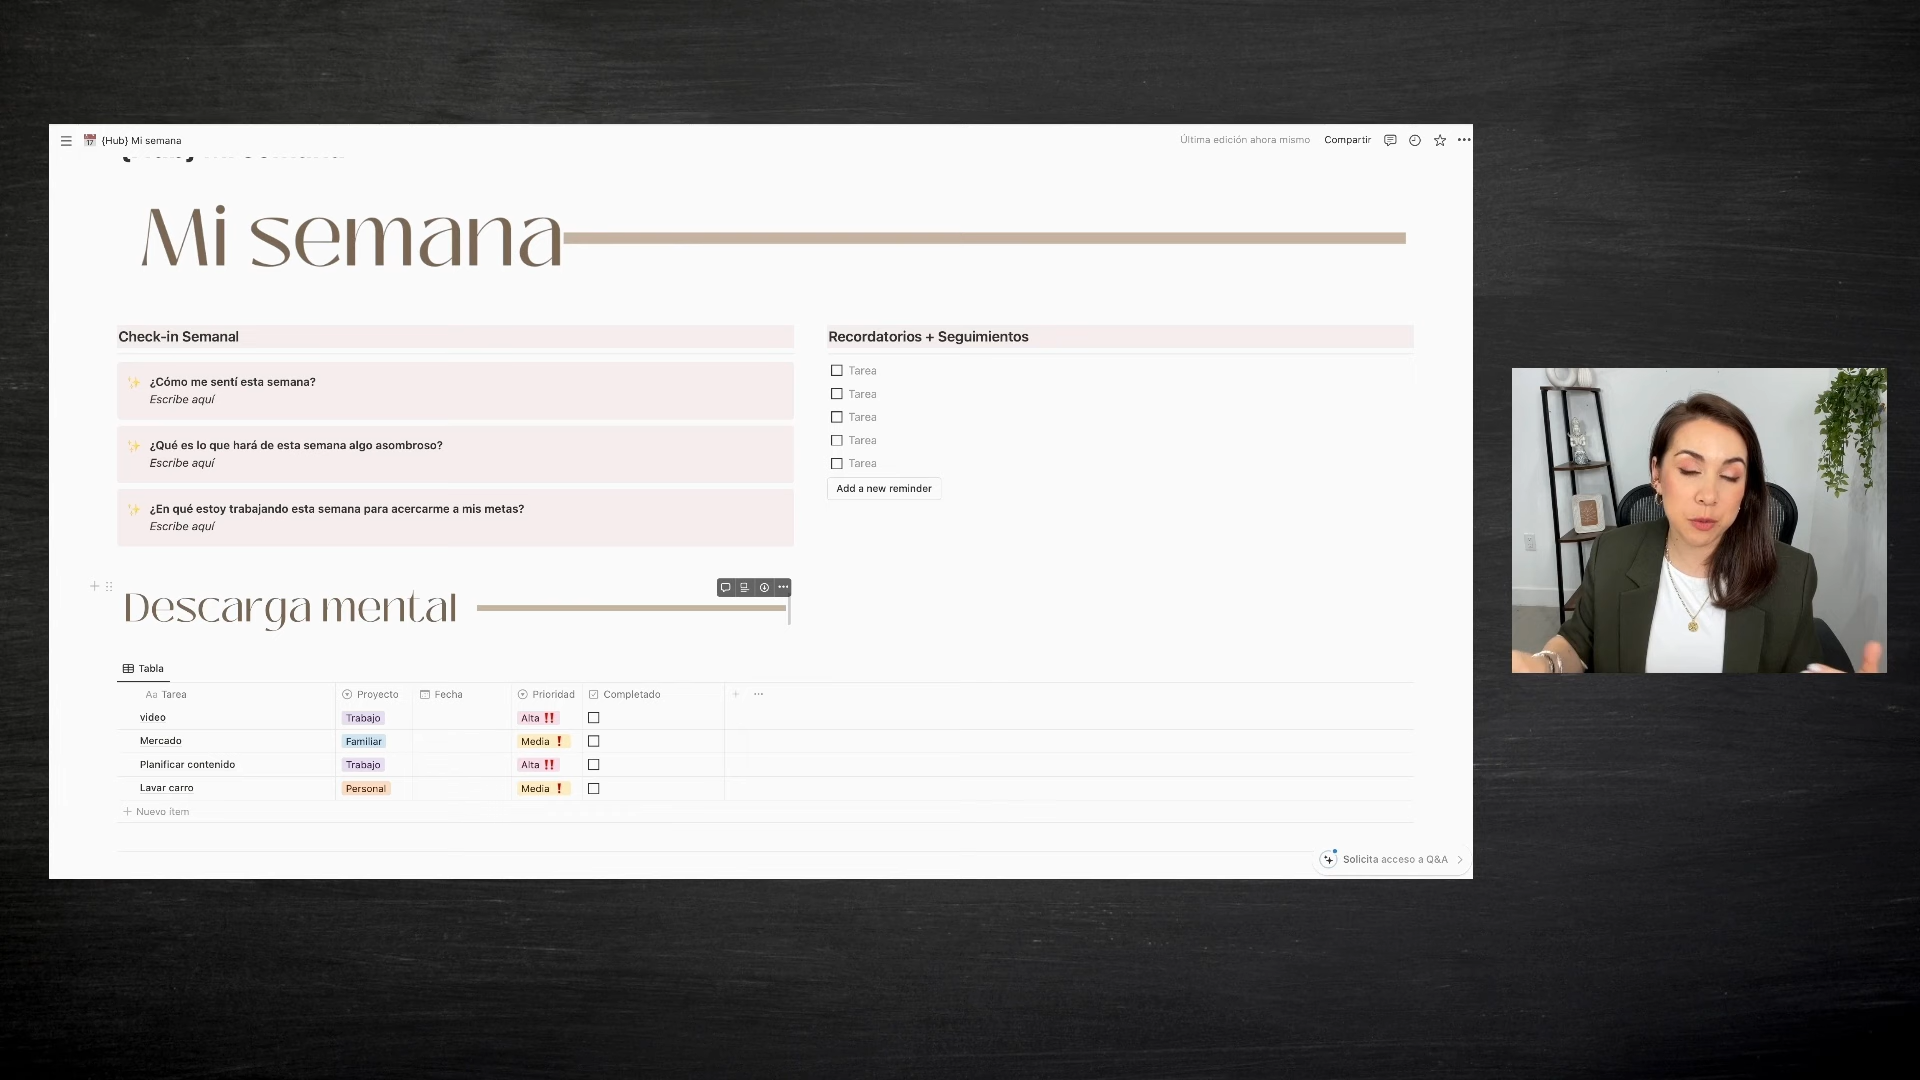 {Hub} Mi semana
Última edición ahora mismo
Compartir
{Hub} Mi semana
Mi semana
Check-in Semanal
¿Cómo me sentí esta semana?
Escribe aquí
¿Qué es lo que hará de esta semana algo asombroso?
Escribe aquí
¿En qué estoy trabajando esta semana para acercarme a mis metas?
Escribe aquí
Recordatorios + Seguimientos
Tarea
Tarea
Tarea
Tarea
Tarea
Add a new reminder
Descarga mental
Tabla
Aa Tarea Proyecto Fecha Prioridad Completado
video Trabajo Alta ‼️
Mercado Familiar Media ❗
Planificar contenido Trabajo Alta ‼️
Lavar carro Personal Media ❗
+ Nuevo ítem
Solicita acceso a Q&A